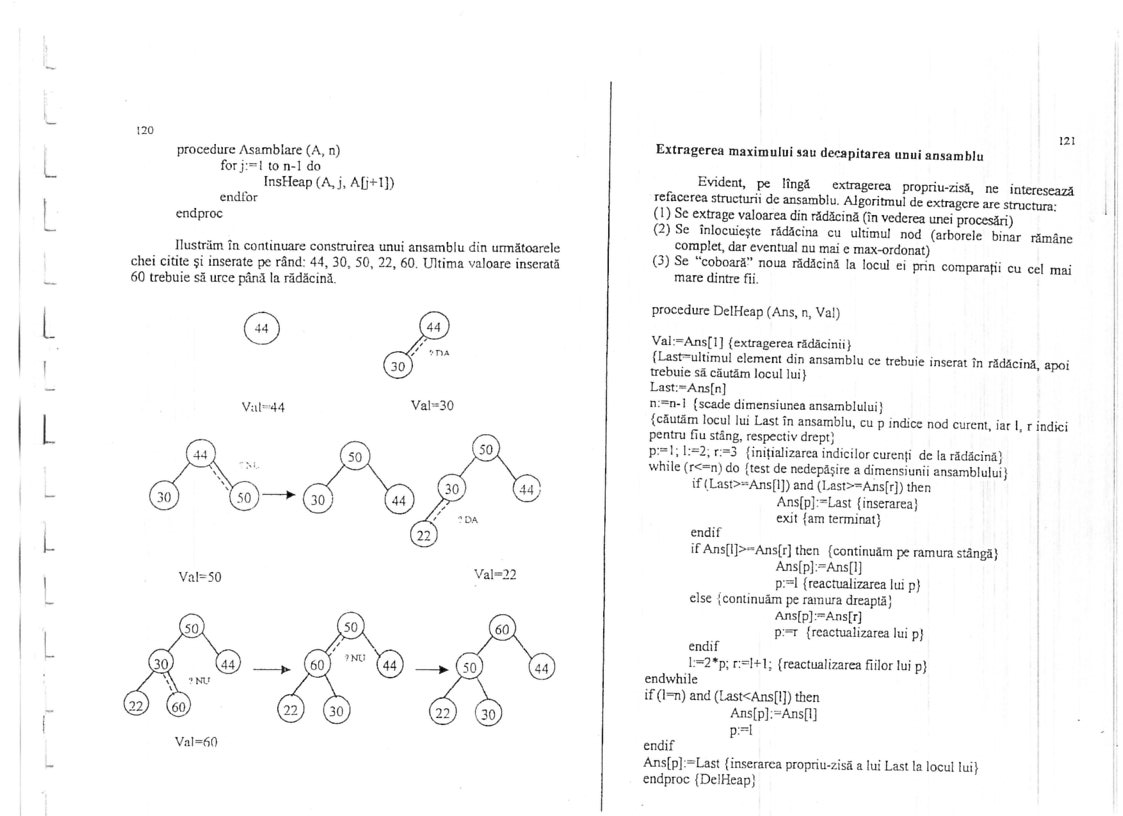 120
procedure Asamblare (A, n)
for j:=1 to n-1 do
InsHeap (A, j, A[j+1])
endfor
endproc
Ilustrăm în continuare construirea unui ansamblu din următoarele
chei citite şi inserate pe rând: 44, 30, 50, 22, 60. Ultima valoare inserată
60 trebuie să urce până la rădăcină.
44
44
? DA
30
Val=44
Val=30
44
? NU
30
50
50
30
44
50
30
44
? DA
22
Val=50
Val=22
50
30
44
? NU
22
60
50
60
? NU
44
22
30
60
50
44
22
30
Val=60
121
Extragerea maximului sau decapitarea unui ansamblu
Evident, pe lîngă extragerea propriu-zisă, ne interesează
refacerea structurii de ansamblu. Algoritmul de extragere are structura:
(1) Se extrage valoarea din rădăcină (în vederea unei procesări)
(2) Se înlocuieşte rădăcina cu ultimul nod (arborele binar rămâne
complet, dar eventual nu mai e max-ordonat)
(3) Se "coboară" noua rădăcină la locul ei prin comparaţii cu cel mai
mare dintre fii.
procedure DelHeap (Ans, n, Val)
Val:=Ans[1] {extragerea rădăcinii}
{Last=ultimul element din ansamblu ce trebuie inserat în rădăcină, apoi
trebuie să căutăm locul lui}
Last:=Ans[n]
n:=n-1 {scade dimensiunea ansamblului}
{căutăm locul lui Last în ansamblu, cu p indice nod curent, iar l, r indici
pentru fiu stâng, respectiv drept}
p:=1; l:=2; r:=3 {iniţializarea indicilor curenţi de la rădăcină}
while (r<=n) do {test de nedepăşire a dimensiunii ansamblului}
if (Last>=Ans[l]) and (Last>=Ans[r]) then
Ans[p]:=Last {inserarea}
exit {am terminat}
endif
if Ans[l]>=Ans[r] then {continuăm pe ramura stângă}
Ans[p]:=Ans[l]
p:=l {reactualizarea lui p}
else {continuăm pe ramura dreaptă}
Ans[p]:=Ans[r]
p:=r {reactualizarea lui p}
endif
l:=2*p; r:=l+1; {reactualizarea fiilor lui p}
endwhile
if (l=n) and (Last<Ans[l]) then
Ans[p]:=Ans[l]
p:=l
endif
Ans[p]:=Last {inserarea propriu-zisă a lui Last la locul lui}
endproc {DelHeap}